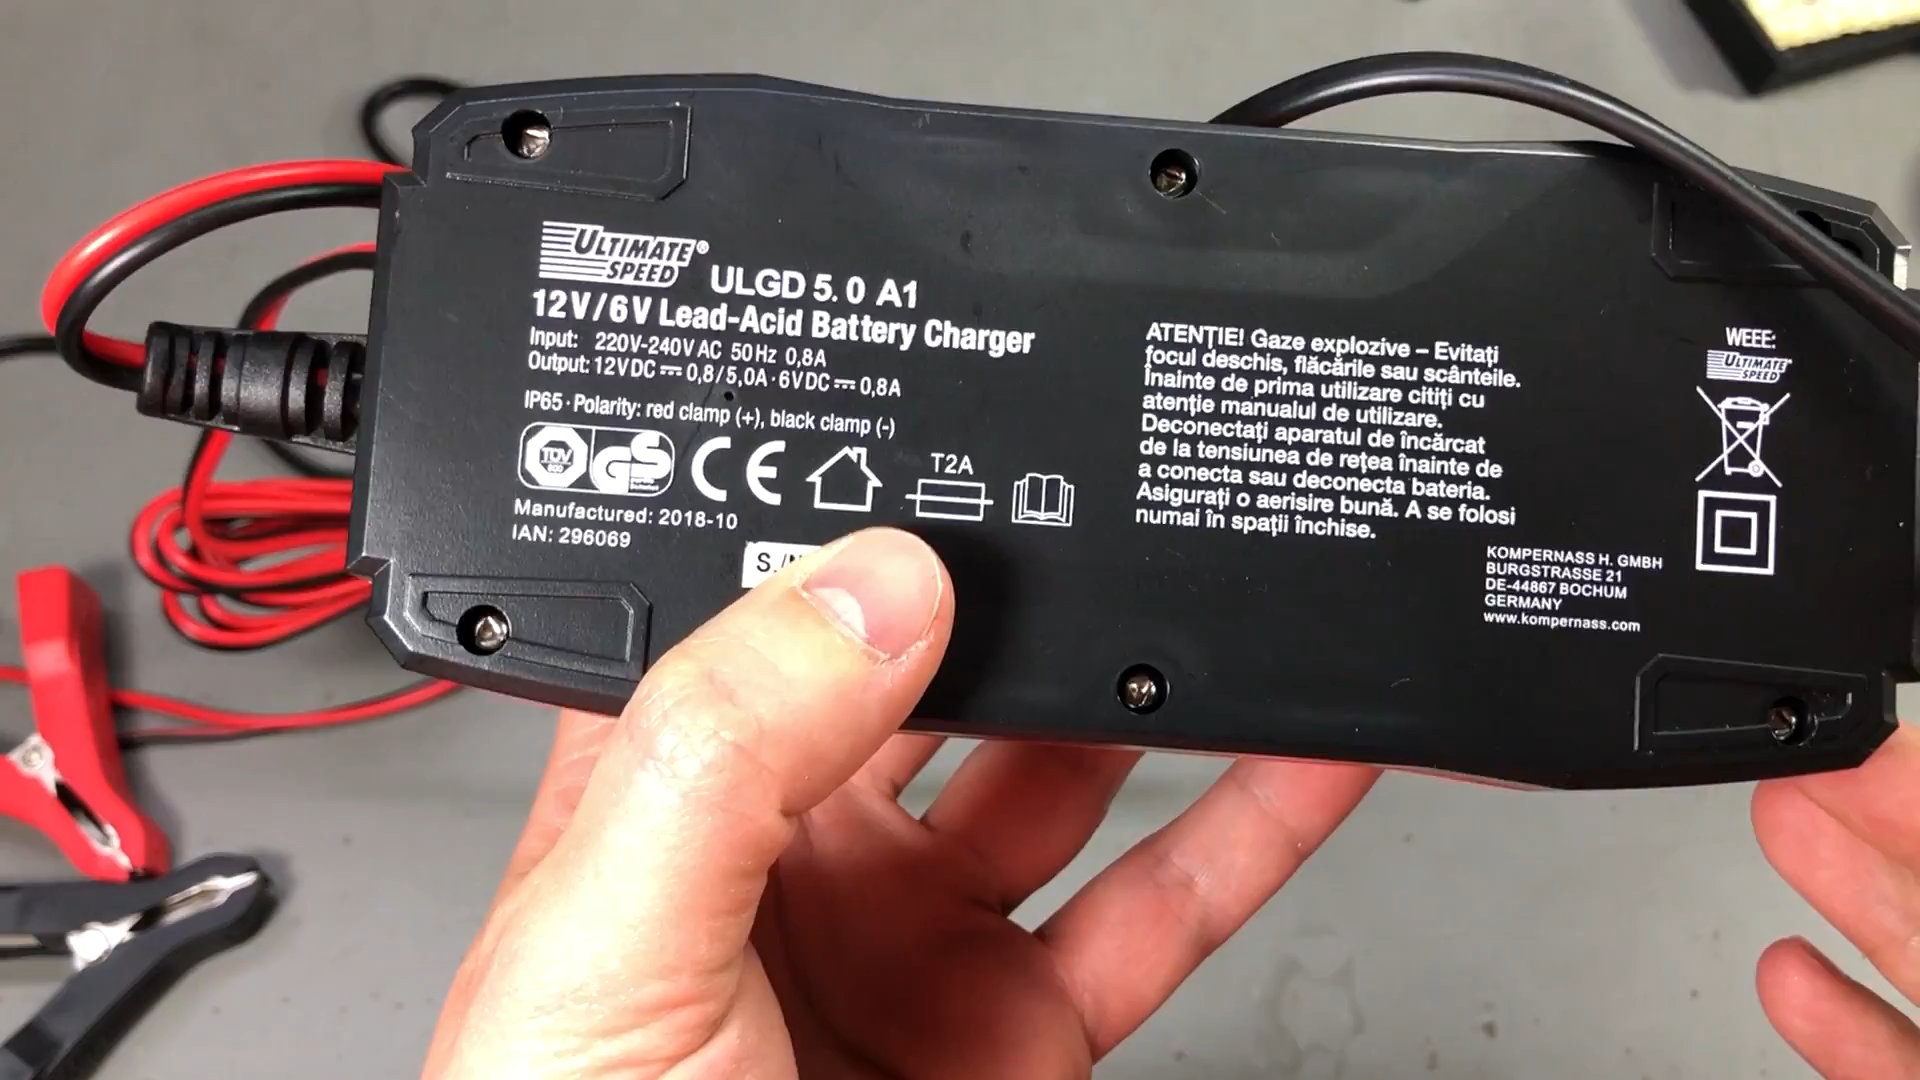 ULTIMATE SPEED®
ULGD 5.0 A1
12V/6V Lead-Acid Battery Charger
Input: 220V-240V AC 50Hz 0,8A
Output: 12V DC ⎓ 0,8/5,0A · 6V DC ⎓ 0,8A
IP65 · Polarity: red clamp (+), black clamp (-)
TÜV GS CE T2A
Manufactured: 2018-10
IAN: 296069
S./N
ATENȚIE! Gaze explozive – Evitați
focul deschis, flăcările sau scânteile.
Înainte de prima utilizare citiți cu
atenție manualul de utilizare.
Deconectați aparatul de încărcat
de la tensiunea de rețea înainte de
a conecta sau deconecta bateria.
Asigurați o aerisire bună. A se folosi
numai în spații închise.
WEEE:
ULTIMATE SPEED
KOMPERNASS H. GMBH
BURGSTRASSE 21
DE-44867 BOCHUM
GERMANY
www.kompernass.com